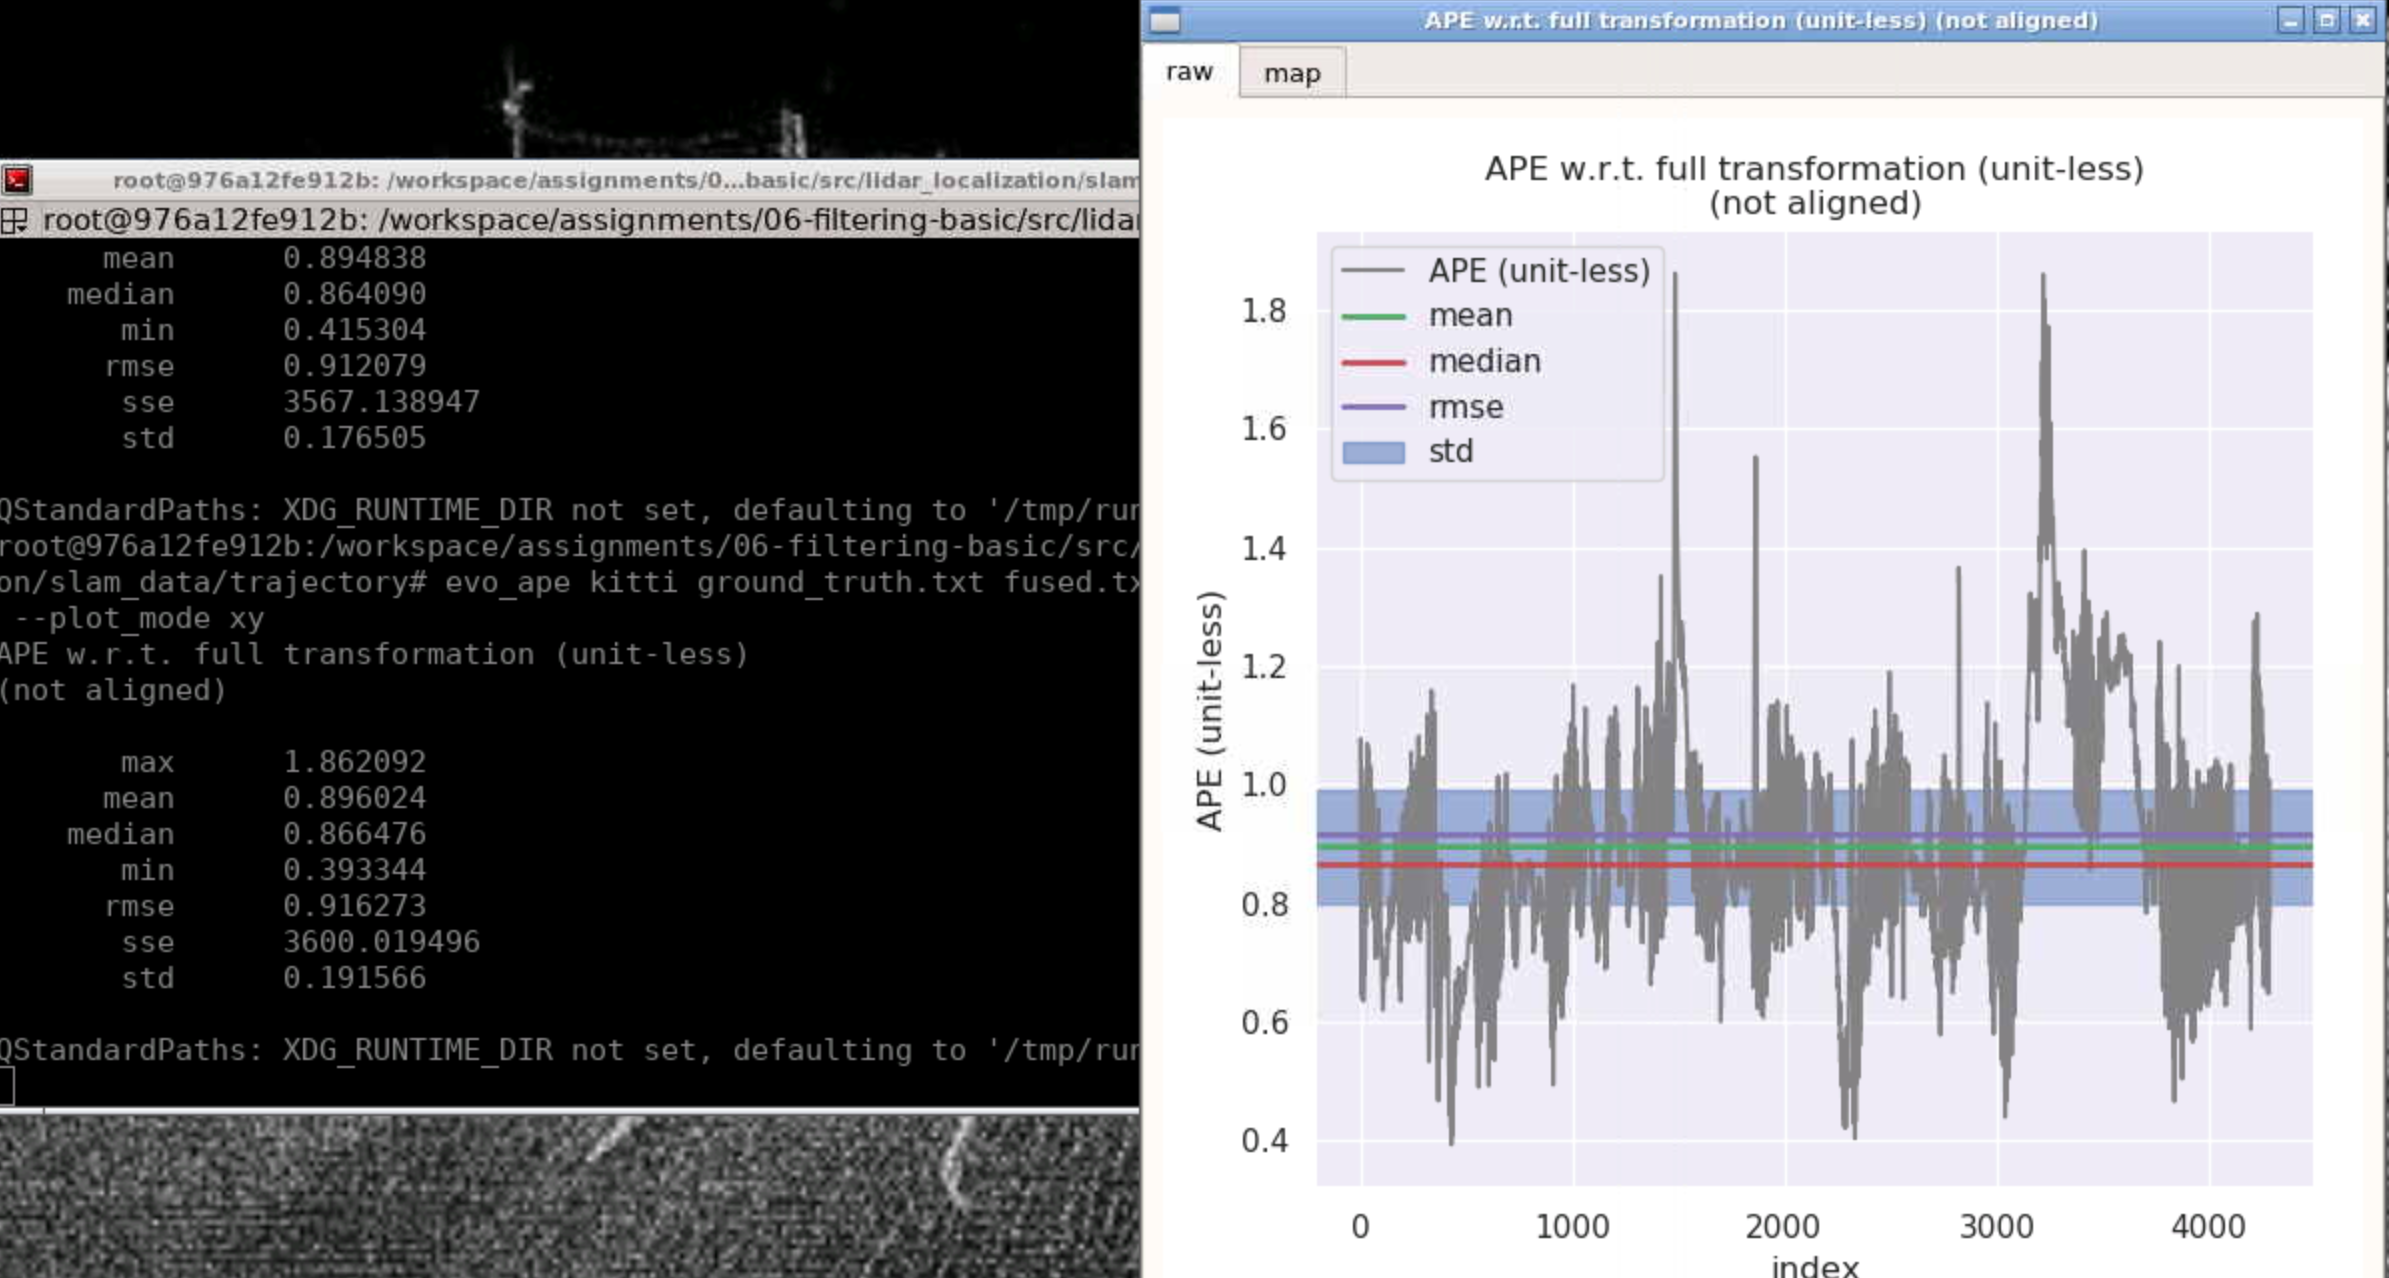 root@976a12fe912b: /workspace/assignments/0...basic/src/lidar_localization/slam
root@976a12fe912b: /workspace/assignments/06-filtering-basic/src/lidar
mean 0.894838
median 0.864090
min 0.415304
rmse 0.912079
sse 3567.138947
std 0.176505
QStandardPaths: XDG_RUNTIME_DIR not set, defaulting to '/tmp/run
root@976a12fe912b:/workspace/assignments/06-filtering-basic/src/
on/slam_data/trajectory# evo_ape kitti ground_truth.txt fused.tx
--plot_mode xy
APE w.r.t. full transformation (unit-less)
(not aligned)
max 1.862092
mean 0.896024
median 0.866476
min 0.393344
rmse 0.916273
sse 3600.019496
std 0.191566
QStandardPaths: XDG_RUNTIME_DIR not set, defaulting to '/tmp/run
APE w.r.t. full transformation (unit-less) (not aligned)
raw map
APE w.r.t. full transformation (unit-less)
(not aligned)
APE (unit-less)
mean
median
rmse
std
APE (unit-less)
1.8
1.6
1.4
1.2
1.0
0.8
0.6
0.4
0 1000 2000 3000 4000
index